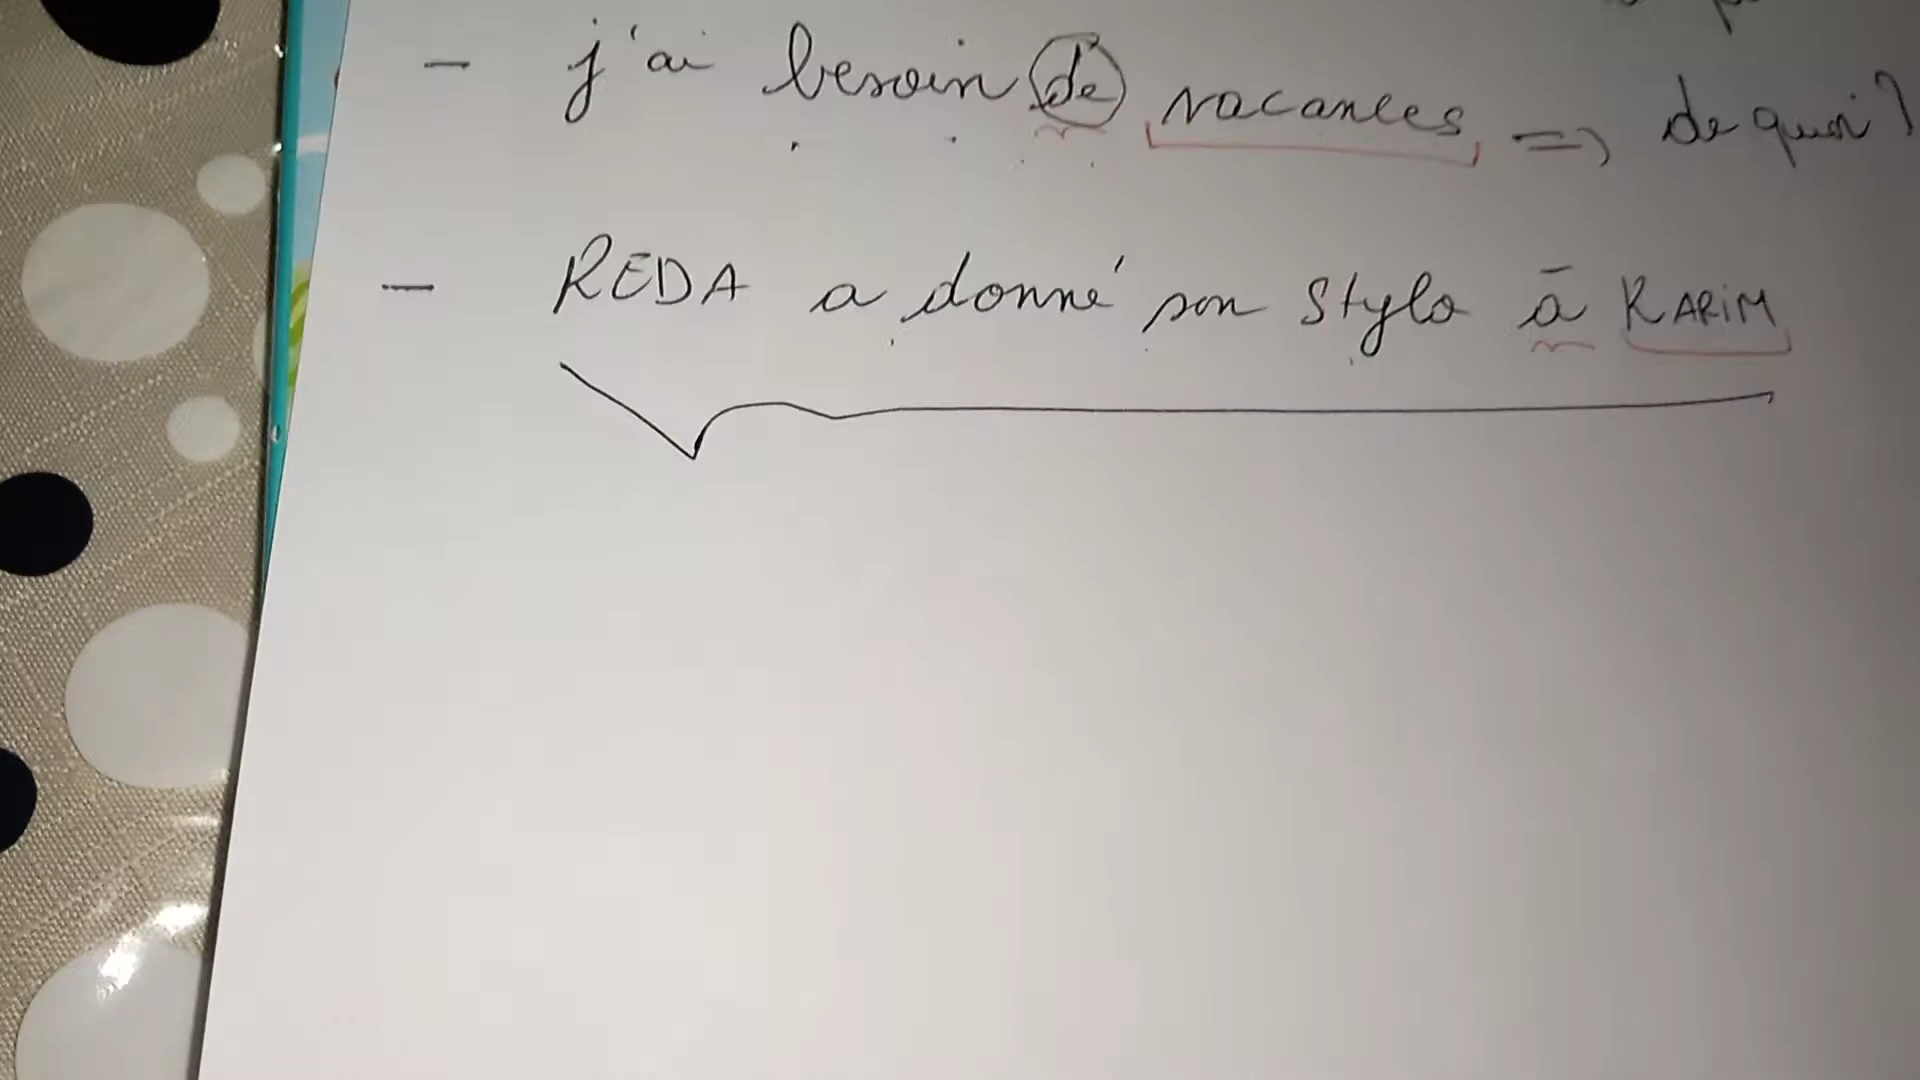 - j'ai besoin de vacances => de quoi?
- REDA a donné son Stylo à KARIM